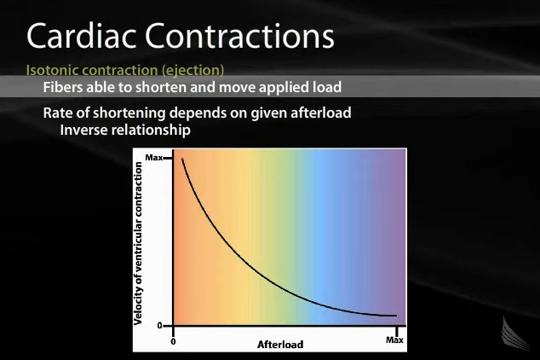 Cardiac Contractions
Isotonic contraction (ejection)
Fibers able to shorten and move applied load
Rate of shortening depends on given afterload
Inverse relationship
Max
Velocity of ventricular contraction
0
0
Afterload
Max